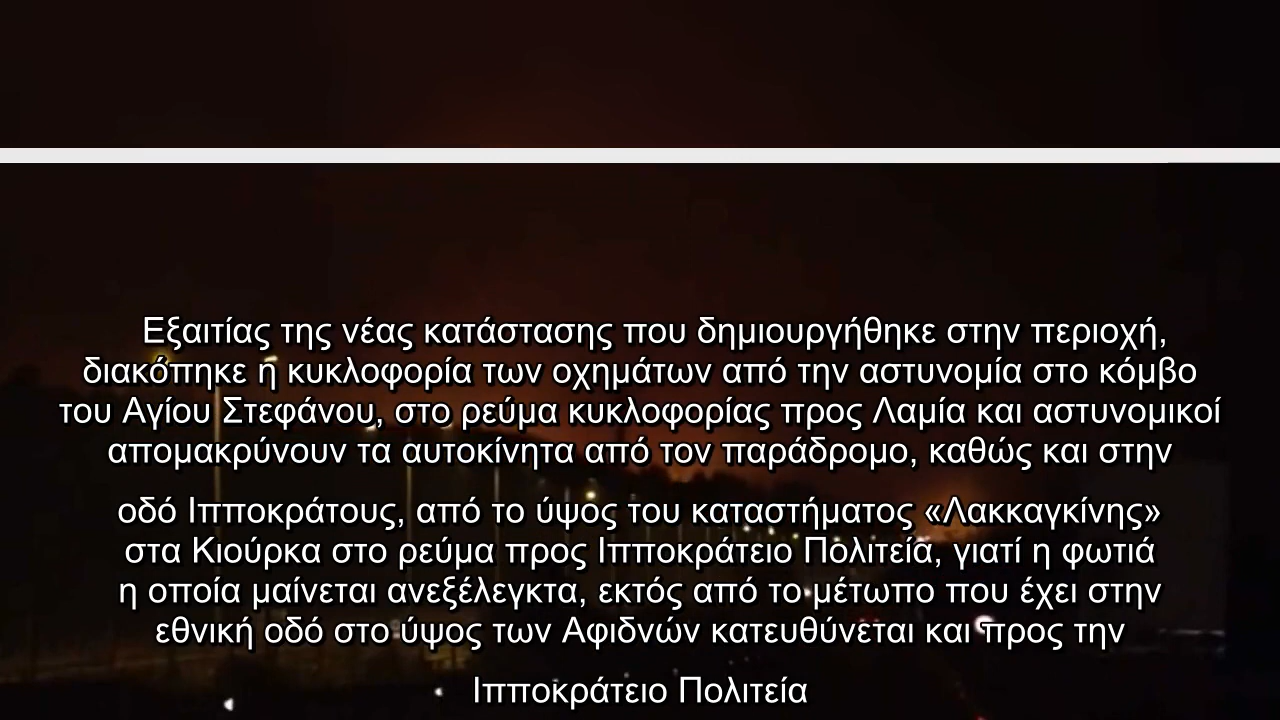 Εξαιτίας της νέας κατάστασης που δημιουργήθηκε στην περιοχή,
διακόπηκε η κυκλοφορία των οχημάτων από την αστυνομία στο κόμβο
του Αγίου Στεφάνου, στο ρεύμα κυκλοφορίας προς Λαμία και αστυνομικοί
απομακρύνουν τα αυτοκίνητα από τον παράδρομο, καθώς και στην
οδό Ιπποκράτους, από το ύψος του καταστήματος «Λακκαγκίνης»
στα Κιούρκα στο ρεύμα προς Ιπποκράτειο Πολιτεία, γιατί η φωτιά
η οποία μαίνεται ανεξέλεγκτα, εκτός από το μέτωπο που έχει στην
εθνική οδό στο ύψος των Αφιδνών κατευθύνεται και προς την
Ιπποκράτειο Πολιτεία